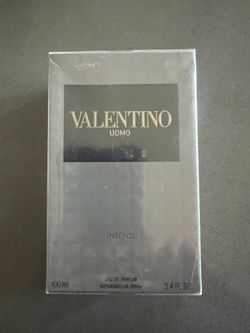 VALENTINO
UOMO
INTENSE
EAU DE PARFUM
VAPORISATEUR SPRAY
100 ml
3.4 FL. OZ